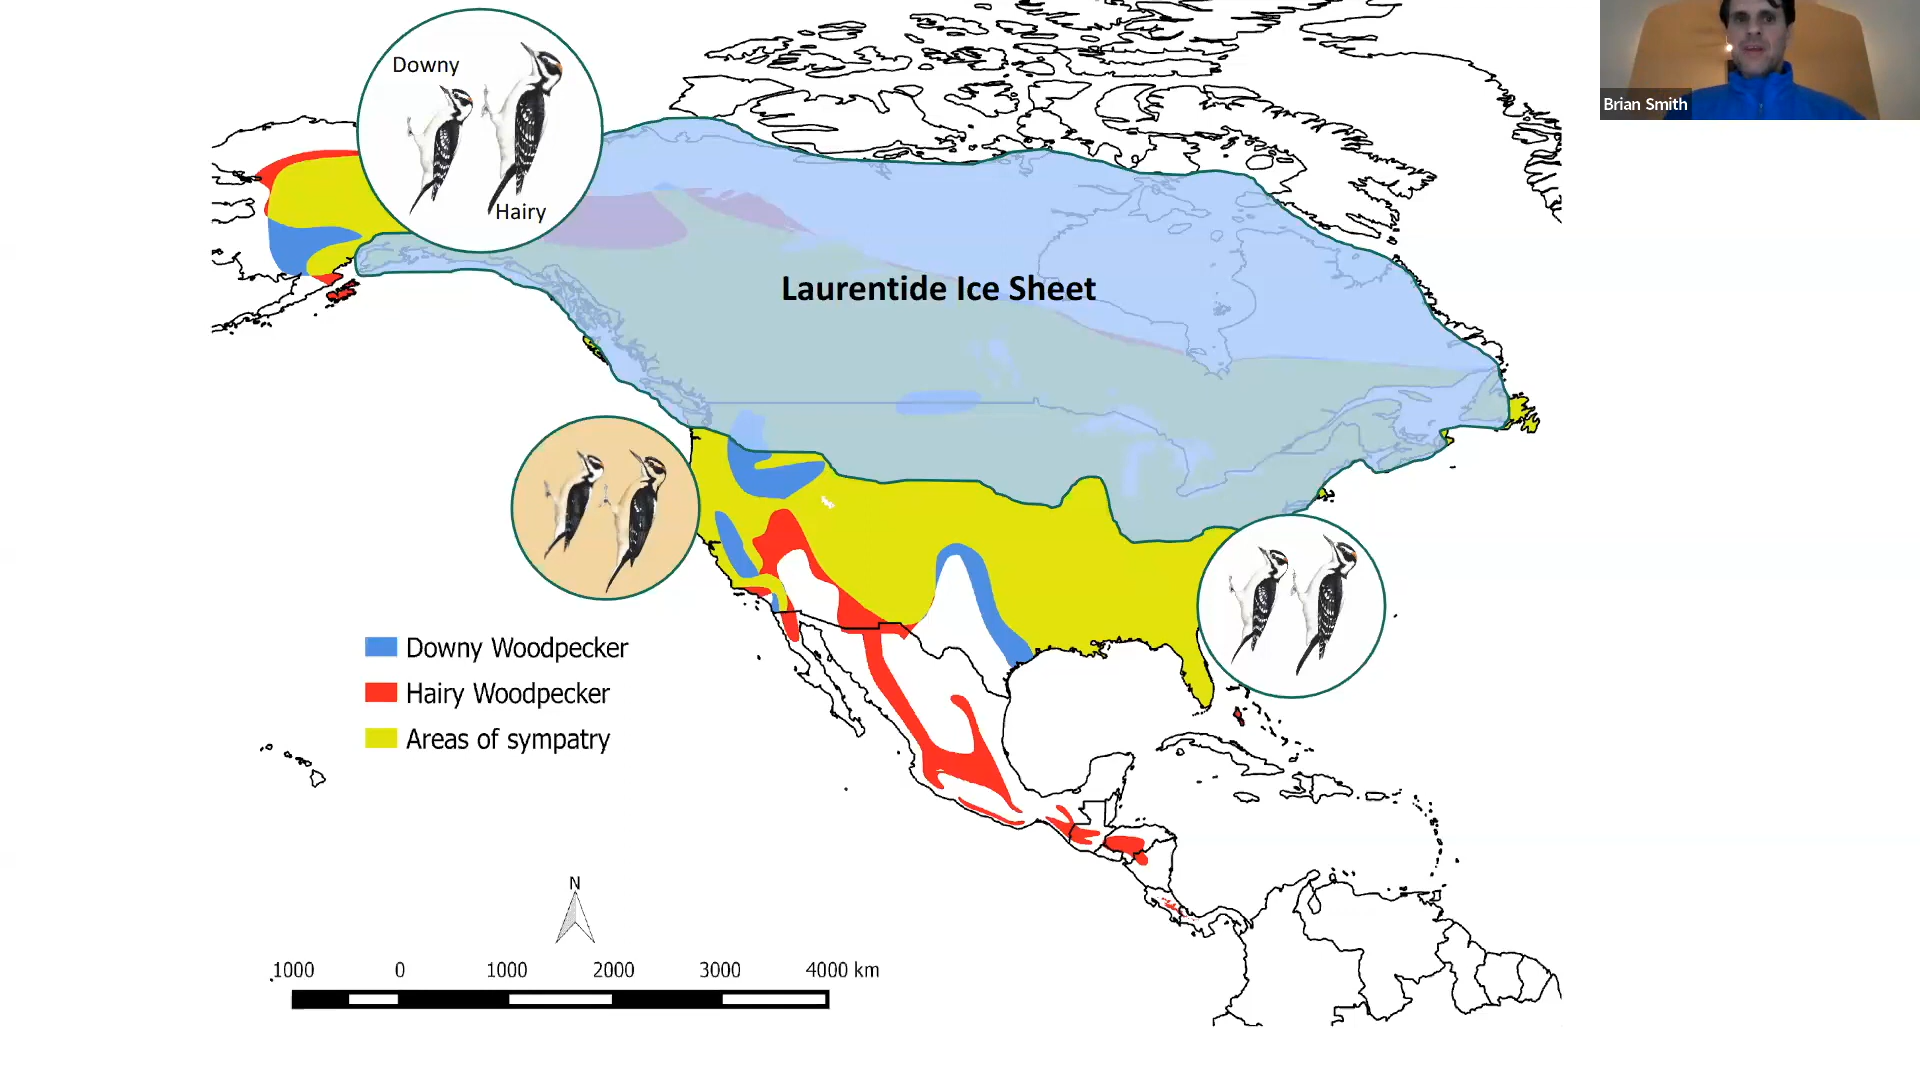 Downy
Hairy
Brian Smith
Laurentide Ice Sheet
Downy Woodpecker
Hairy Woodpecker
Areas of sympatry
N
1000 0 1000 2000 3000 4000 km